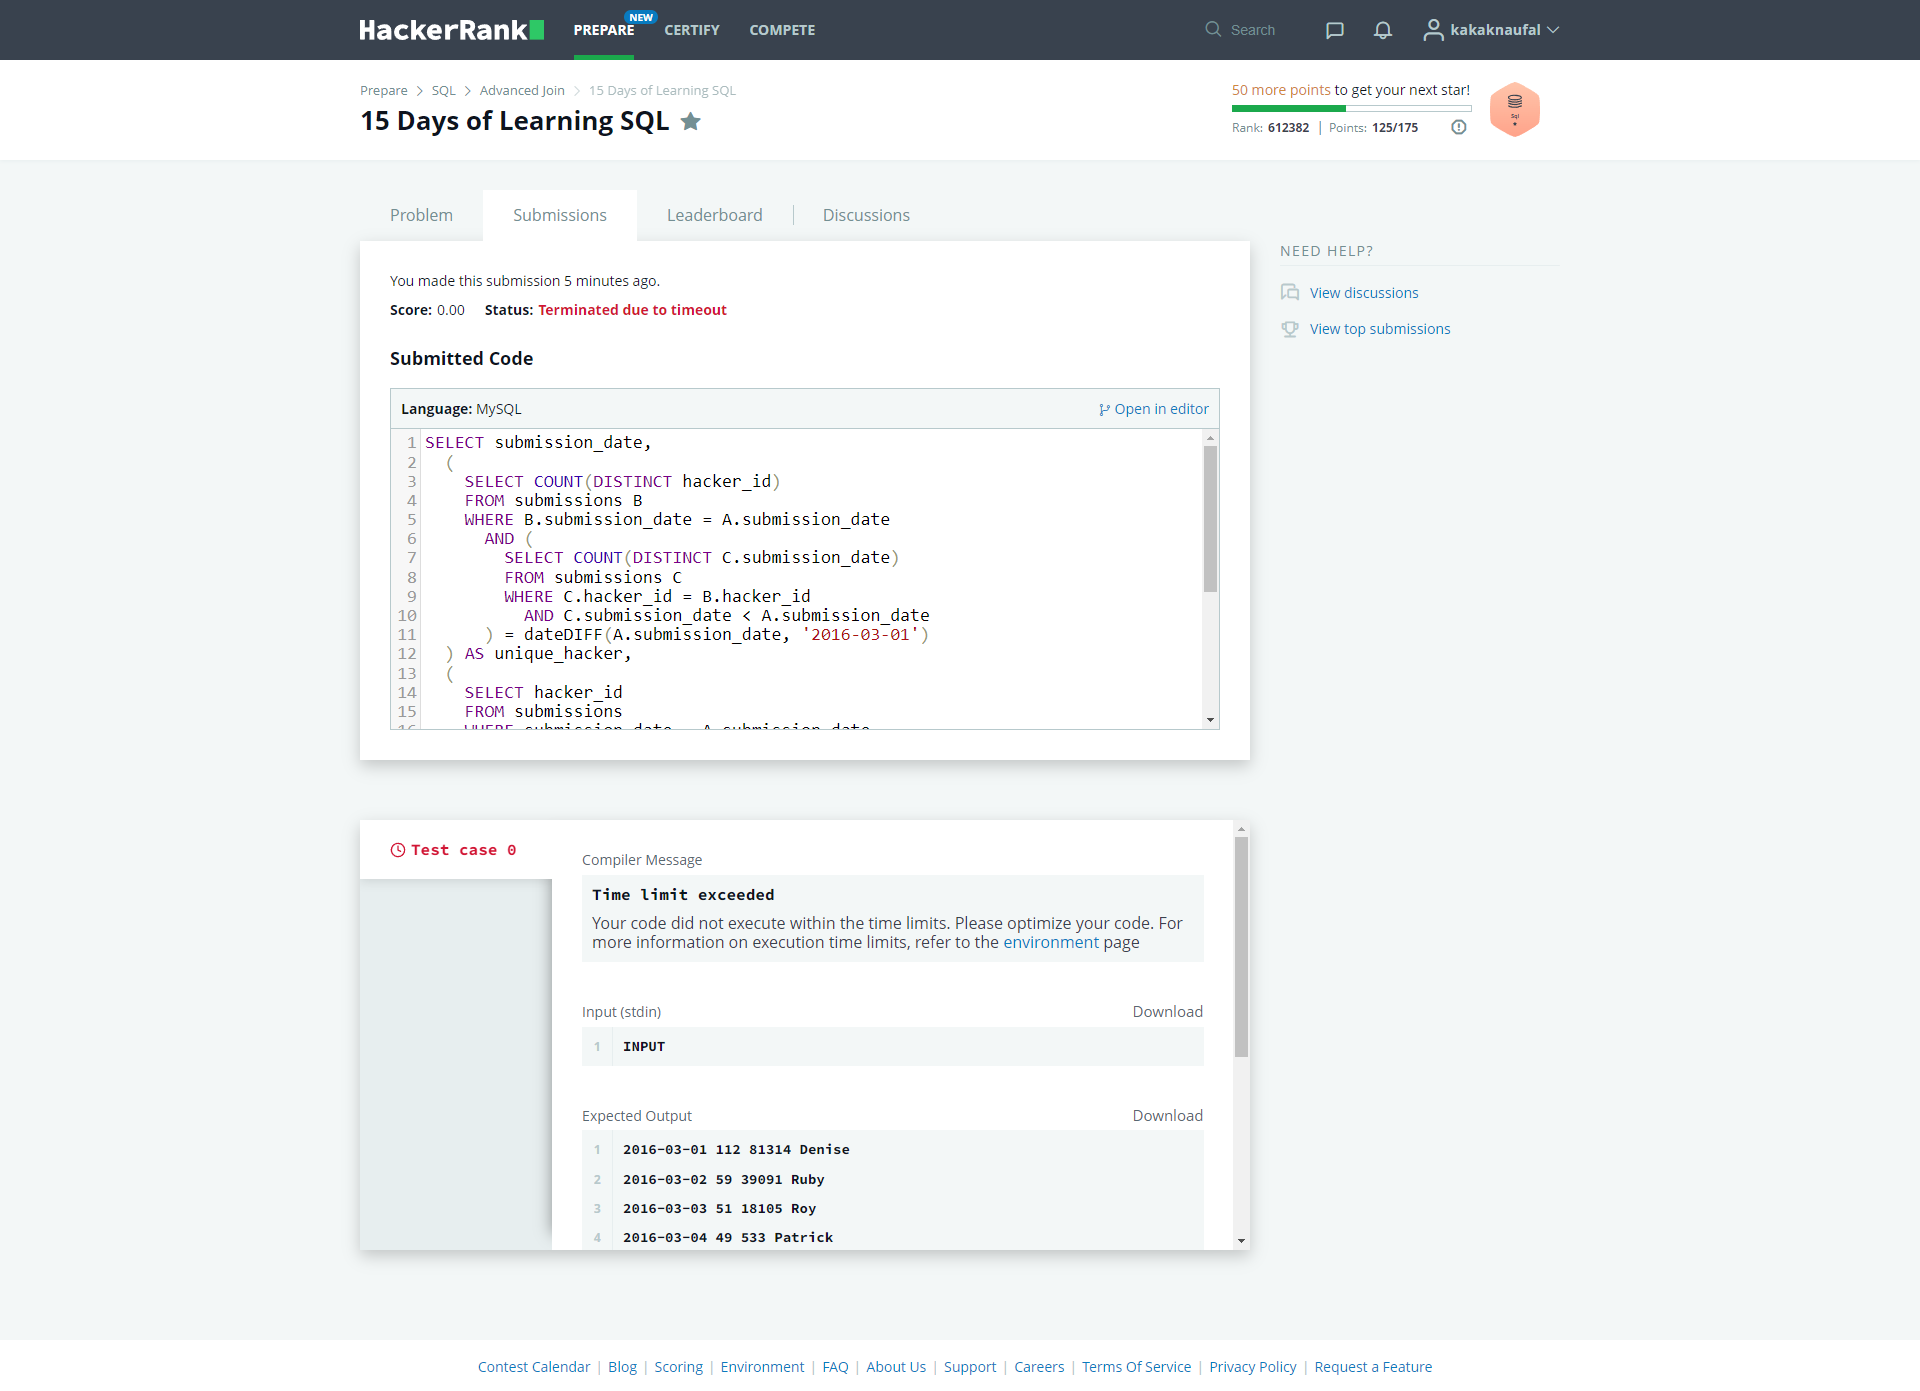 HackerRank
PREPARE
NEW
CERTIFY
COMPETE
Search
kakaknaufal
Prepare > SQL > Advanced Join > 15 Days of Learning SQL
15 Days of Learning SQL
50 more points to get your next star!
Rank: 612382 | Points: 125/175
Sql
Problem
Submissions
Leaderboard
Discussions
NEED HELP?
View discussions
View top submissions
You made this submission 5 minutes ago.
Score: 0.00 Status: Terminated due to timeout
Submitted Code
Language: MySQL
Open in editor
1 SELECT submission_date,
2 (
3 SELECT COUNT(DISTINCT hacker_id)
4 FROM submissions B
5 WHERE B.submission_date = A.submission_date
6 AND (
7 SELECT COUNT(DISTINCT C.submission_date)
8 FROM submissions C
9 WHERE C.hacker_id = B.hacker_id
10 AND C.submission_date < A.submission_date
11 ) = dateDIFF(A.submission_date, '2016-03-01')
12 ) AS unique_hacker,
13 (
14 SELECT hacker_id
15 FROM submissions
16 WHERE submission_date = A.submission_date
Test case 0
Compiler Message
Time limit exceeded
Your code did not execute within the time limits. Please optimize your code. For
more information on execution time limits, refer to the environment page
Input (stdin)
Download
1 INPUT
Expected Output
Download
1 2016-03-01 112 81314 Denise
2 2016-03-02 59 39091 Ruby
3 2016-03-03 51 18105 Roy
4 2016-03-04 49 533 Patrick
Contest Calendar | Blog | Scoring | Environment | FAQ | About Us | Support | Careers | Terms Of Service | Privacy Policy | Request a Feature